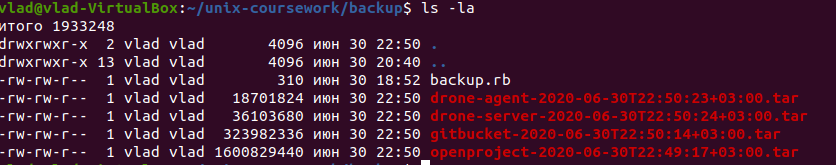 vlad@vlad-VirtualBox:~/unix-coursework/backup$ ls -la
итого 1933248
drwxrwxr-x 2 vlad vlad 4096 июн 30 22:50 .
drwxrwxr-x 13 vlad vlad 4096 июн 30 20:40 ..
-rw-rw-r-- 1 vlad vlad 310 июн 30 18:52 backup.rb
-rw-rw-r-- 1 vlad vlad 18701824 июн 30 22:50 drone-agent-2020-06-30T22:50:23+03:00.tar
-rw-rw-r-- 1 vlad vlad 36103680 июн 30 22:50 drone-server-2020-06-30T22:50:24+03:00.tar
-rw-rw-r-- 1 vlad vlad 323982336 июн 30 22:50 gitbucket-2020-06-30T22:50:14+03:00.tar
-rw-rw-r-- 1 vlad vlad 1600829440 июн 30 22:50 openproject-2020-06-30T22:49:17+03:00.tar